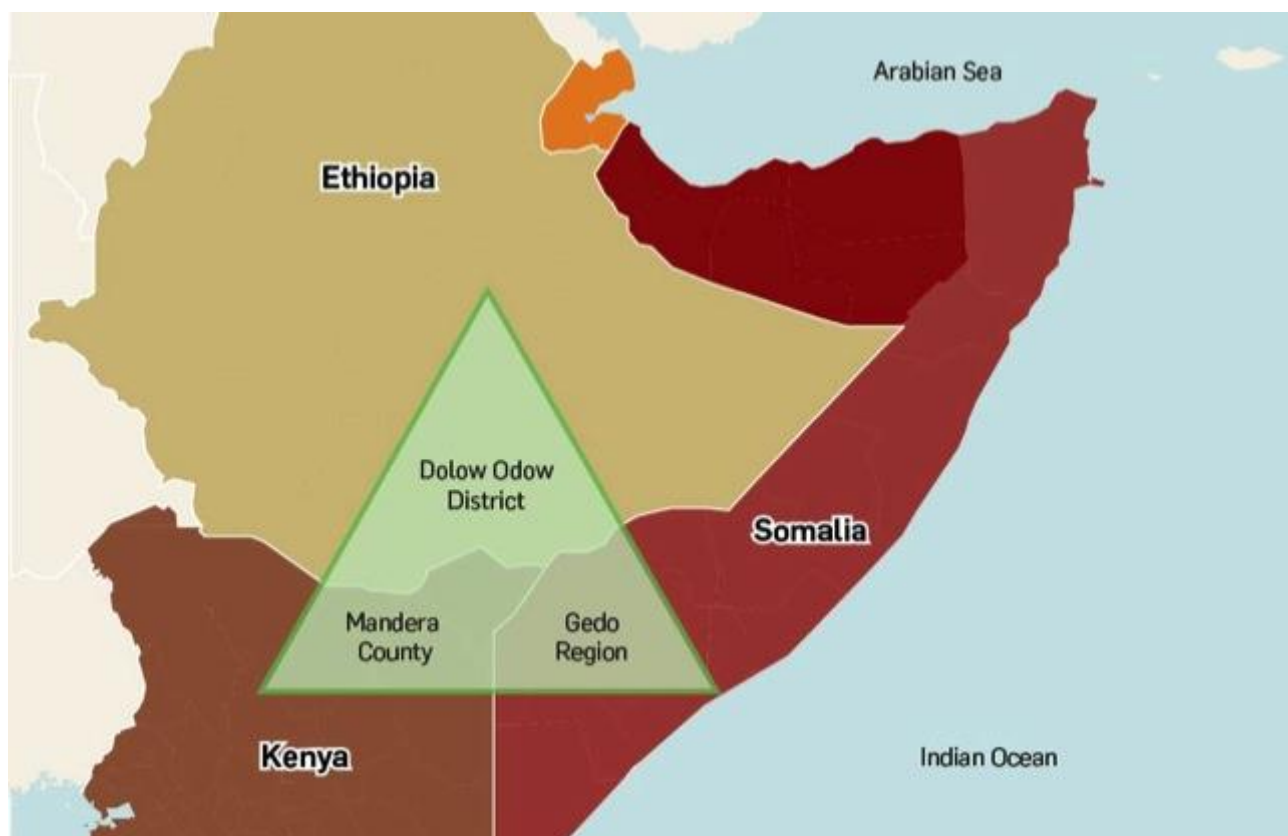 Arabian Sea
Ethiopia
Dolow Odow
District
Somalia
Mandera
County
Gedo
Region
Kenya
Indian Ocean